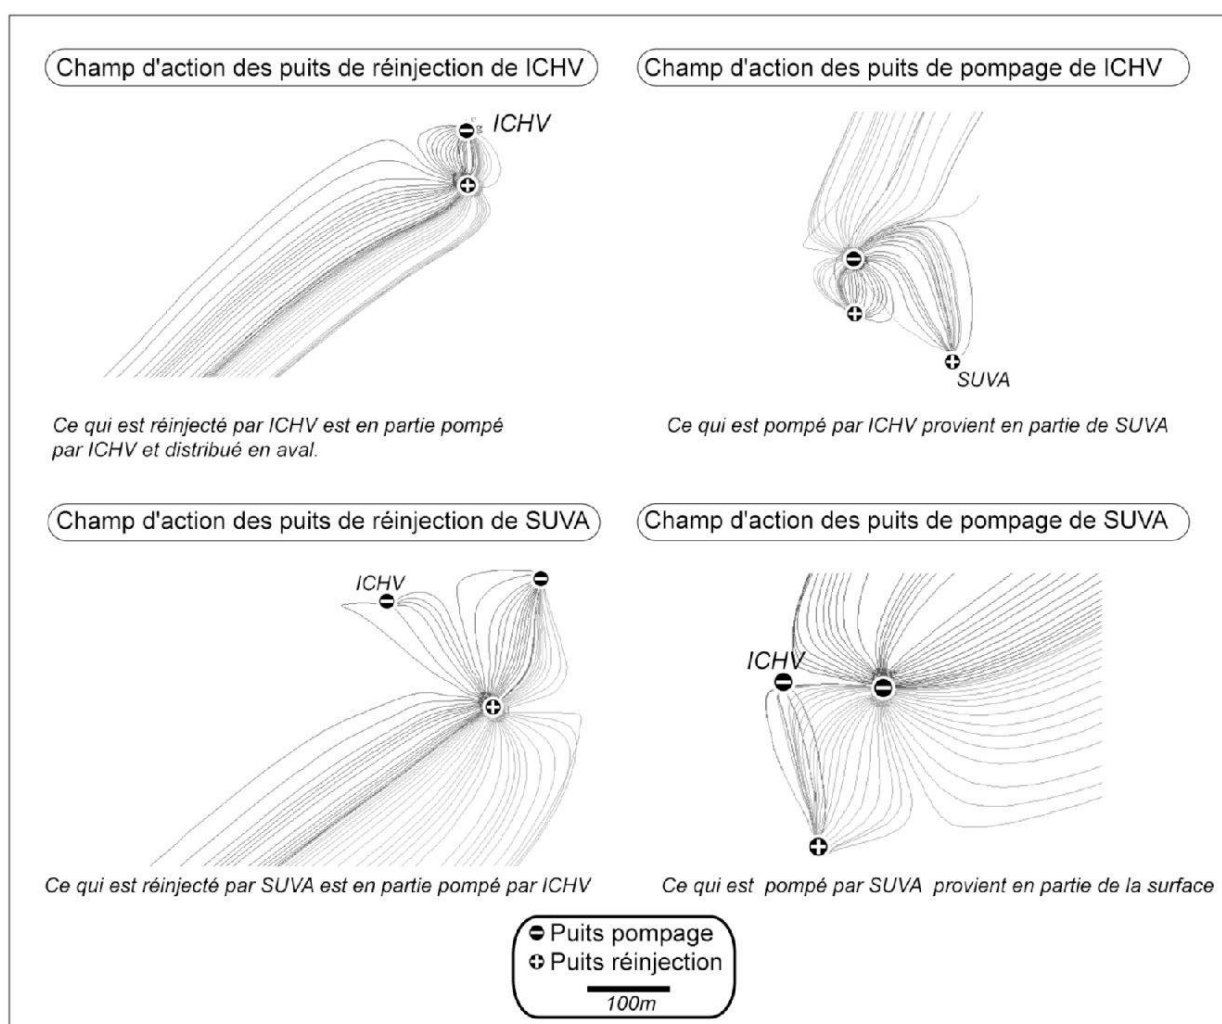 Champ d'action des puits de réinjection de ICHV
Champ d'action des puits de pompage de ICHV
ICHV
SUVA
Ce qui est réinjecté par ICHV est en partie pompé
par ICHV et distribué en aval.
Ce qui est pompé par ICHV provient en partie de SUVA
Champ d'action des puits de réinjection de SUVA
Champ d'action des puits de pompage de SUVA
ICHV
ICHV
Ce qui est réinjecté par SUVA est en partie pompé par ICHV
Ce qui est pompé par SUVA provient en partie de la surface
Puits pompage
Puits réinjection
100m